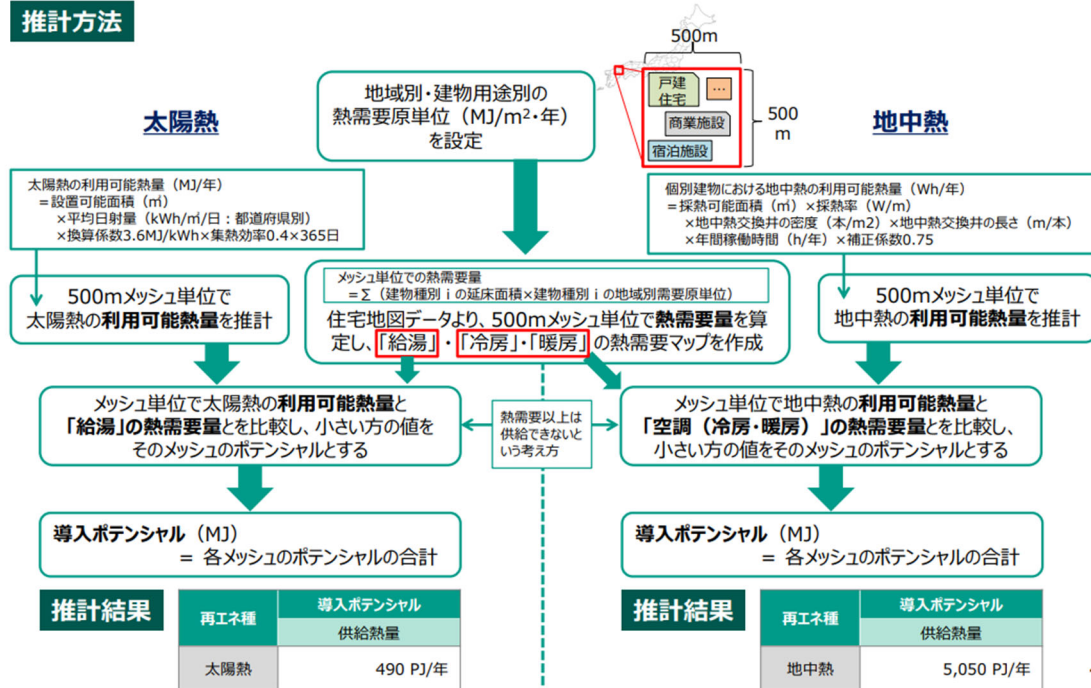 推計方法
500m
500
m
戸建
住宅
…
商業施設
宿泊施設
地域別・建物用途別の
熱需要原単位（MJ/m²・年）
を設定
太陽熱
地中熱
太陽熱の利用可能熱量（MJ/年）
＝設置可能面積（㎡）
×平均日射量（kWh/㎡/日：都道府県別）
×換算係数3.6MJ/kWh×集熱効率0.4×365日
個別建物における地中熱の利用可能熱量（Wh/年）
＝採熱可能面積（㎡）×採熱率（W/m）
×地中熱交換井の密度（本/m2）×地中熱交換井の長さ（m/本）
×年間稼働時間（h/年）×補正係数0.75
500mメッシュ単位で
太陽熱の利用可能熱量を推計
メッシュ単位での熱需要量
＝∑（建物種別 i の延床面積×建物種別 i の地域別需要原単位）
住宅地図データより、500mメッシュ単位で熱需要量を算
定し、「給湯」・「冷房」・「暖房」の熱需要マップを作成
500mメッシュ単位で
地中熱の利用可能熱量を推計
メッシュ単位で太陽熱の利用可能熱量と
「給湯」の熱需要量とを比較し、小さい方の値を
そのメッシュのポテンシャルとする
熱需要以上は
供給できないと
いう考え方
メッシュ単位で地中熱の利用可能熱量と
「空調（冷房・暖房）」の熱需要量とを比較し、
小さい方の値をそのメッシュのポテンシャルとする
導入ポテンシャル（MJ）
＝ 各メッシュのポテンシャルの合計
導入ポテンシャル（MJ）
＝ 各メッシュのポテンシャルの合計
推計結果
再エネ種
導入ポテンシャル
供給熱量
太陽熱
490 PJ/年
推計結果
再エネ種
導入ポテンシャル
供給熱量
地中熱
5,050 PJ/年